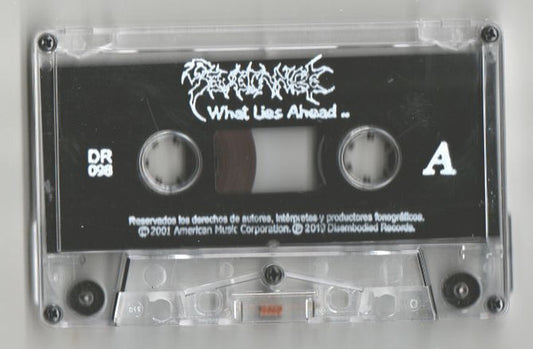 SEVERANCE
What Lies Ahead ..
DR
098
A
Reservados los derechos de autores, intérpretes y productores fonográficos.
©2001 American Music Corporation. ℗ 2010 Disembodied Records.